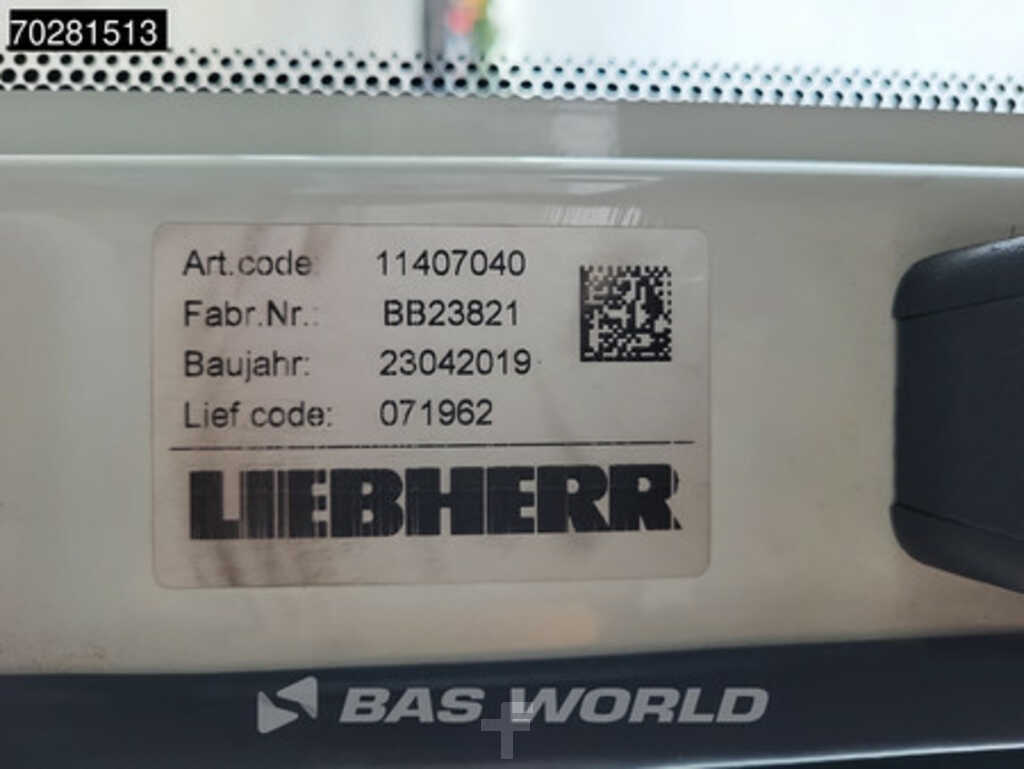 70281513
Art.code: 11407040
Fabr.Nr.: BB23821
Baujahr: 23042019
Lief.code: 071962
LIEBHERR
BAS WORLD